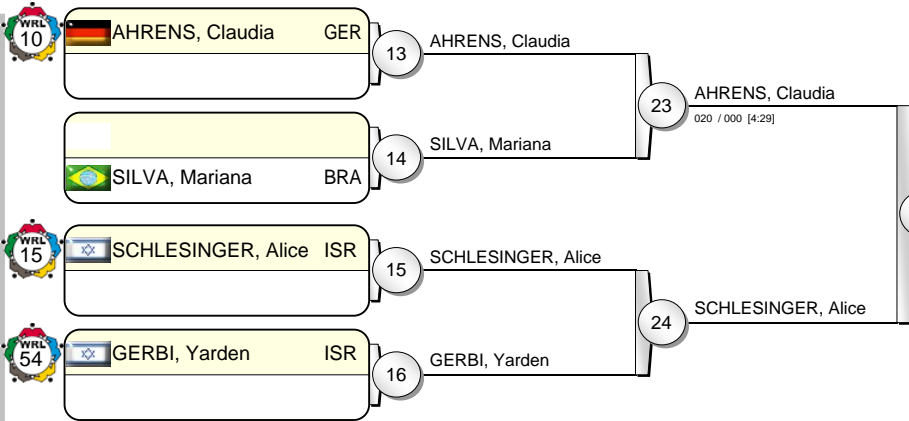 WRL
10
AHRENS, Claudia GER
13
AHRENS, Claudia
23
AHRENS, Claudia
020 / 000 [4:29]
SILVA, Mariana BRA
14
SILVA, Mariana
WRL
15
SCHLESINGER, Alice ISR
15
SCHLESINGER, Alice
24
SCHLESINGER, Alice
WRL
54
GERBI, Yarden ISR
16
GERBI, Yarden